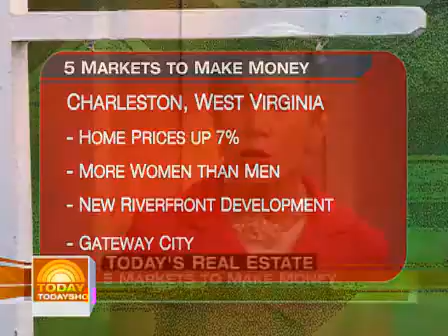 5 MARKETS TO MAKE MONEY
CHARLESTON, WEST VIRGINIA
- HOME PRICES UP 7%
- MORE WOMEN THAN MEN
- NEW RIVERFRONT DEVELOPMENT
- GATEWAY CITY
TODAY'S REAL ESTATE
5 MARKETS TO MAKE MONEY
TODAY
TODAYSHO